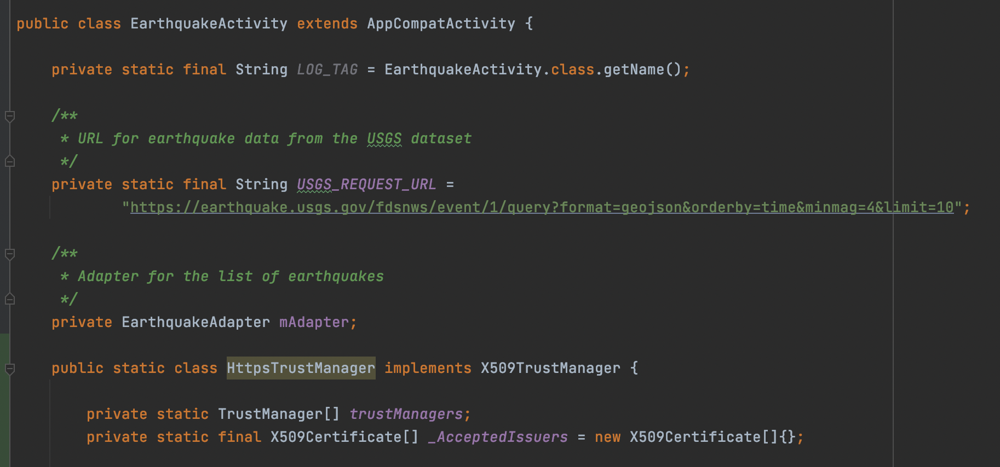 public class EarthquakeActivity extends AppCompatActivity {
private static final String LOG_TAG = EarthquakeActivity.class.getName();
/**
* URL for earthquake data from the USGS dataset
*/
private static final String USGS_REQUEST_URL =
"https://earthquake.usgs.gov/fdsnws/event/1/query?format=geojson&orderby=time&minmag=4&limit=10";
/**
* Adapter for the list of earthquakes
*/
private EarthquakeAdapter mAdapter;
public static class HttpsTrustManager implements X509TrustManager {
private static TrustManager[] trustManagers;
private static final X509Certificate[] _AcceptedIssuers = new X509Certificate[]{};